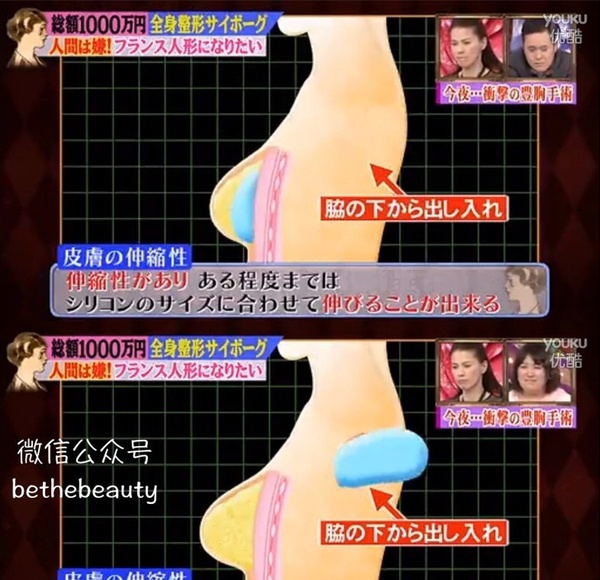 総額1000万円 全身整形サイボーグ
人間は嫌!フランス人形になりたい
YOUKU
优酷
今夜…衝撃の豊胸手術
脇の下から出し入れ
皮膚の伸縮性
伸縮性があり ある程度までは
シリコンのサイズに合わせて伸びることが出来る
総額1000万円 全身整形サイボーグ
人間は嫌!フランス人形になりたい
YOUKU
优酷
今夜…衝撃の豊胸手術
微信公众号
bethebeauty
脇の下から出し入れ
皮膚の伸縮性